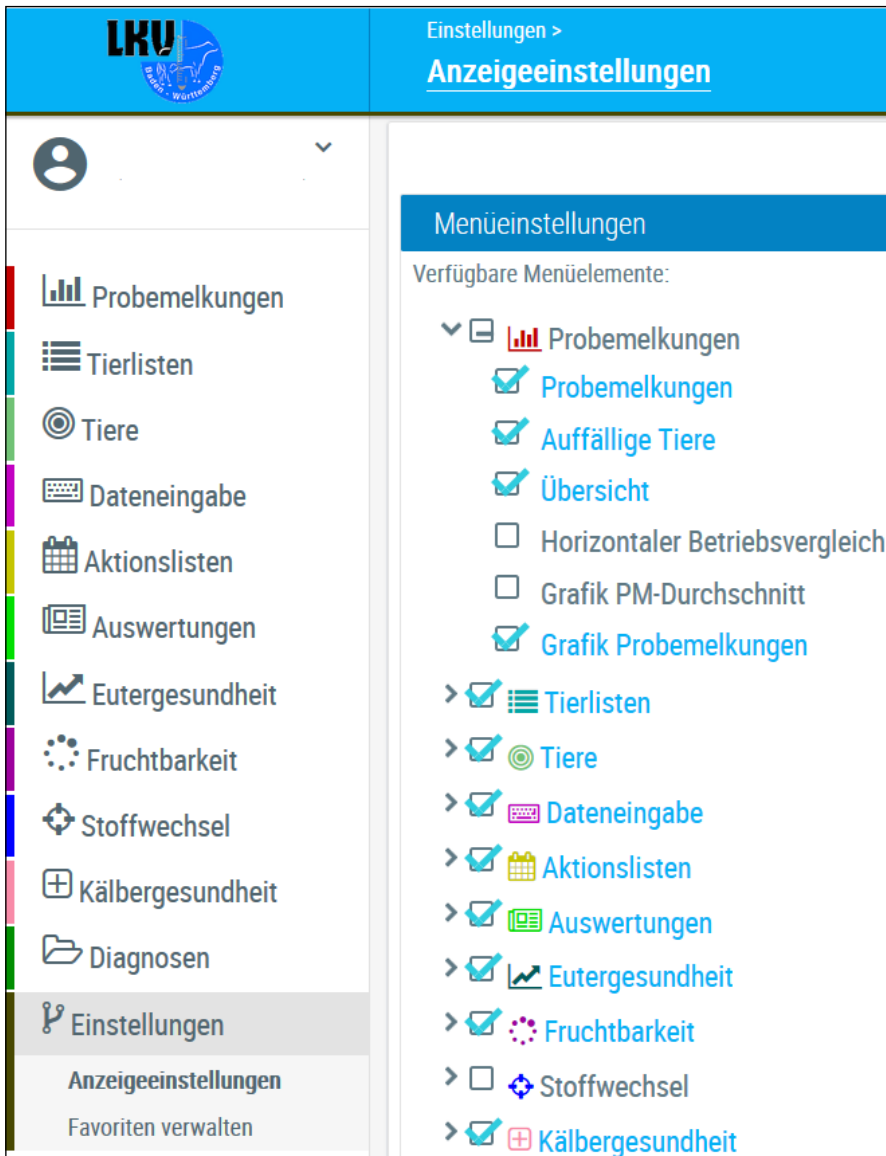 LKV
Baden - Württemberg
Einstellungen >
Anzeigeeinstellungen
Probemelkungen
Tierlisten
Tiere
Dateneingabe
Aktionslisten
Auswertungen
Eutergesundheit
Fruchtbarkeit
Stoffwechsel
Kälbergesundheit
Diagnosen
Einstellungen
Anzeigeeinstellungen
Favoriten verwalten
Menüeinstellungen
Verfügbare Menüelemente:
Probemelkungen
Probemelkungen
Auffällige Tiere
Übersicht
Horizontaler Betriebsvergleich
Grafik PM-Durchschnitt
Grafik Probemelkungen
Tierlisten
Tiere
Dateneingabe
Aktionslisten
Auswertungen
Eutergesundheit
Fruchtbarkeit
Stoffwechsel
Kälbergesundheit